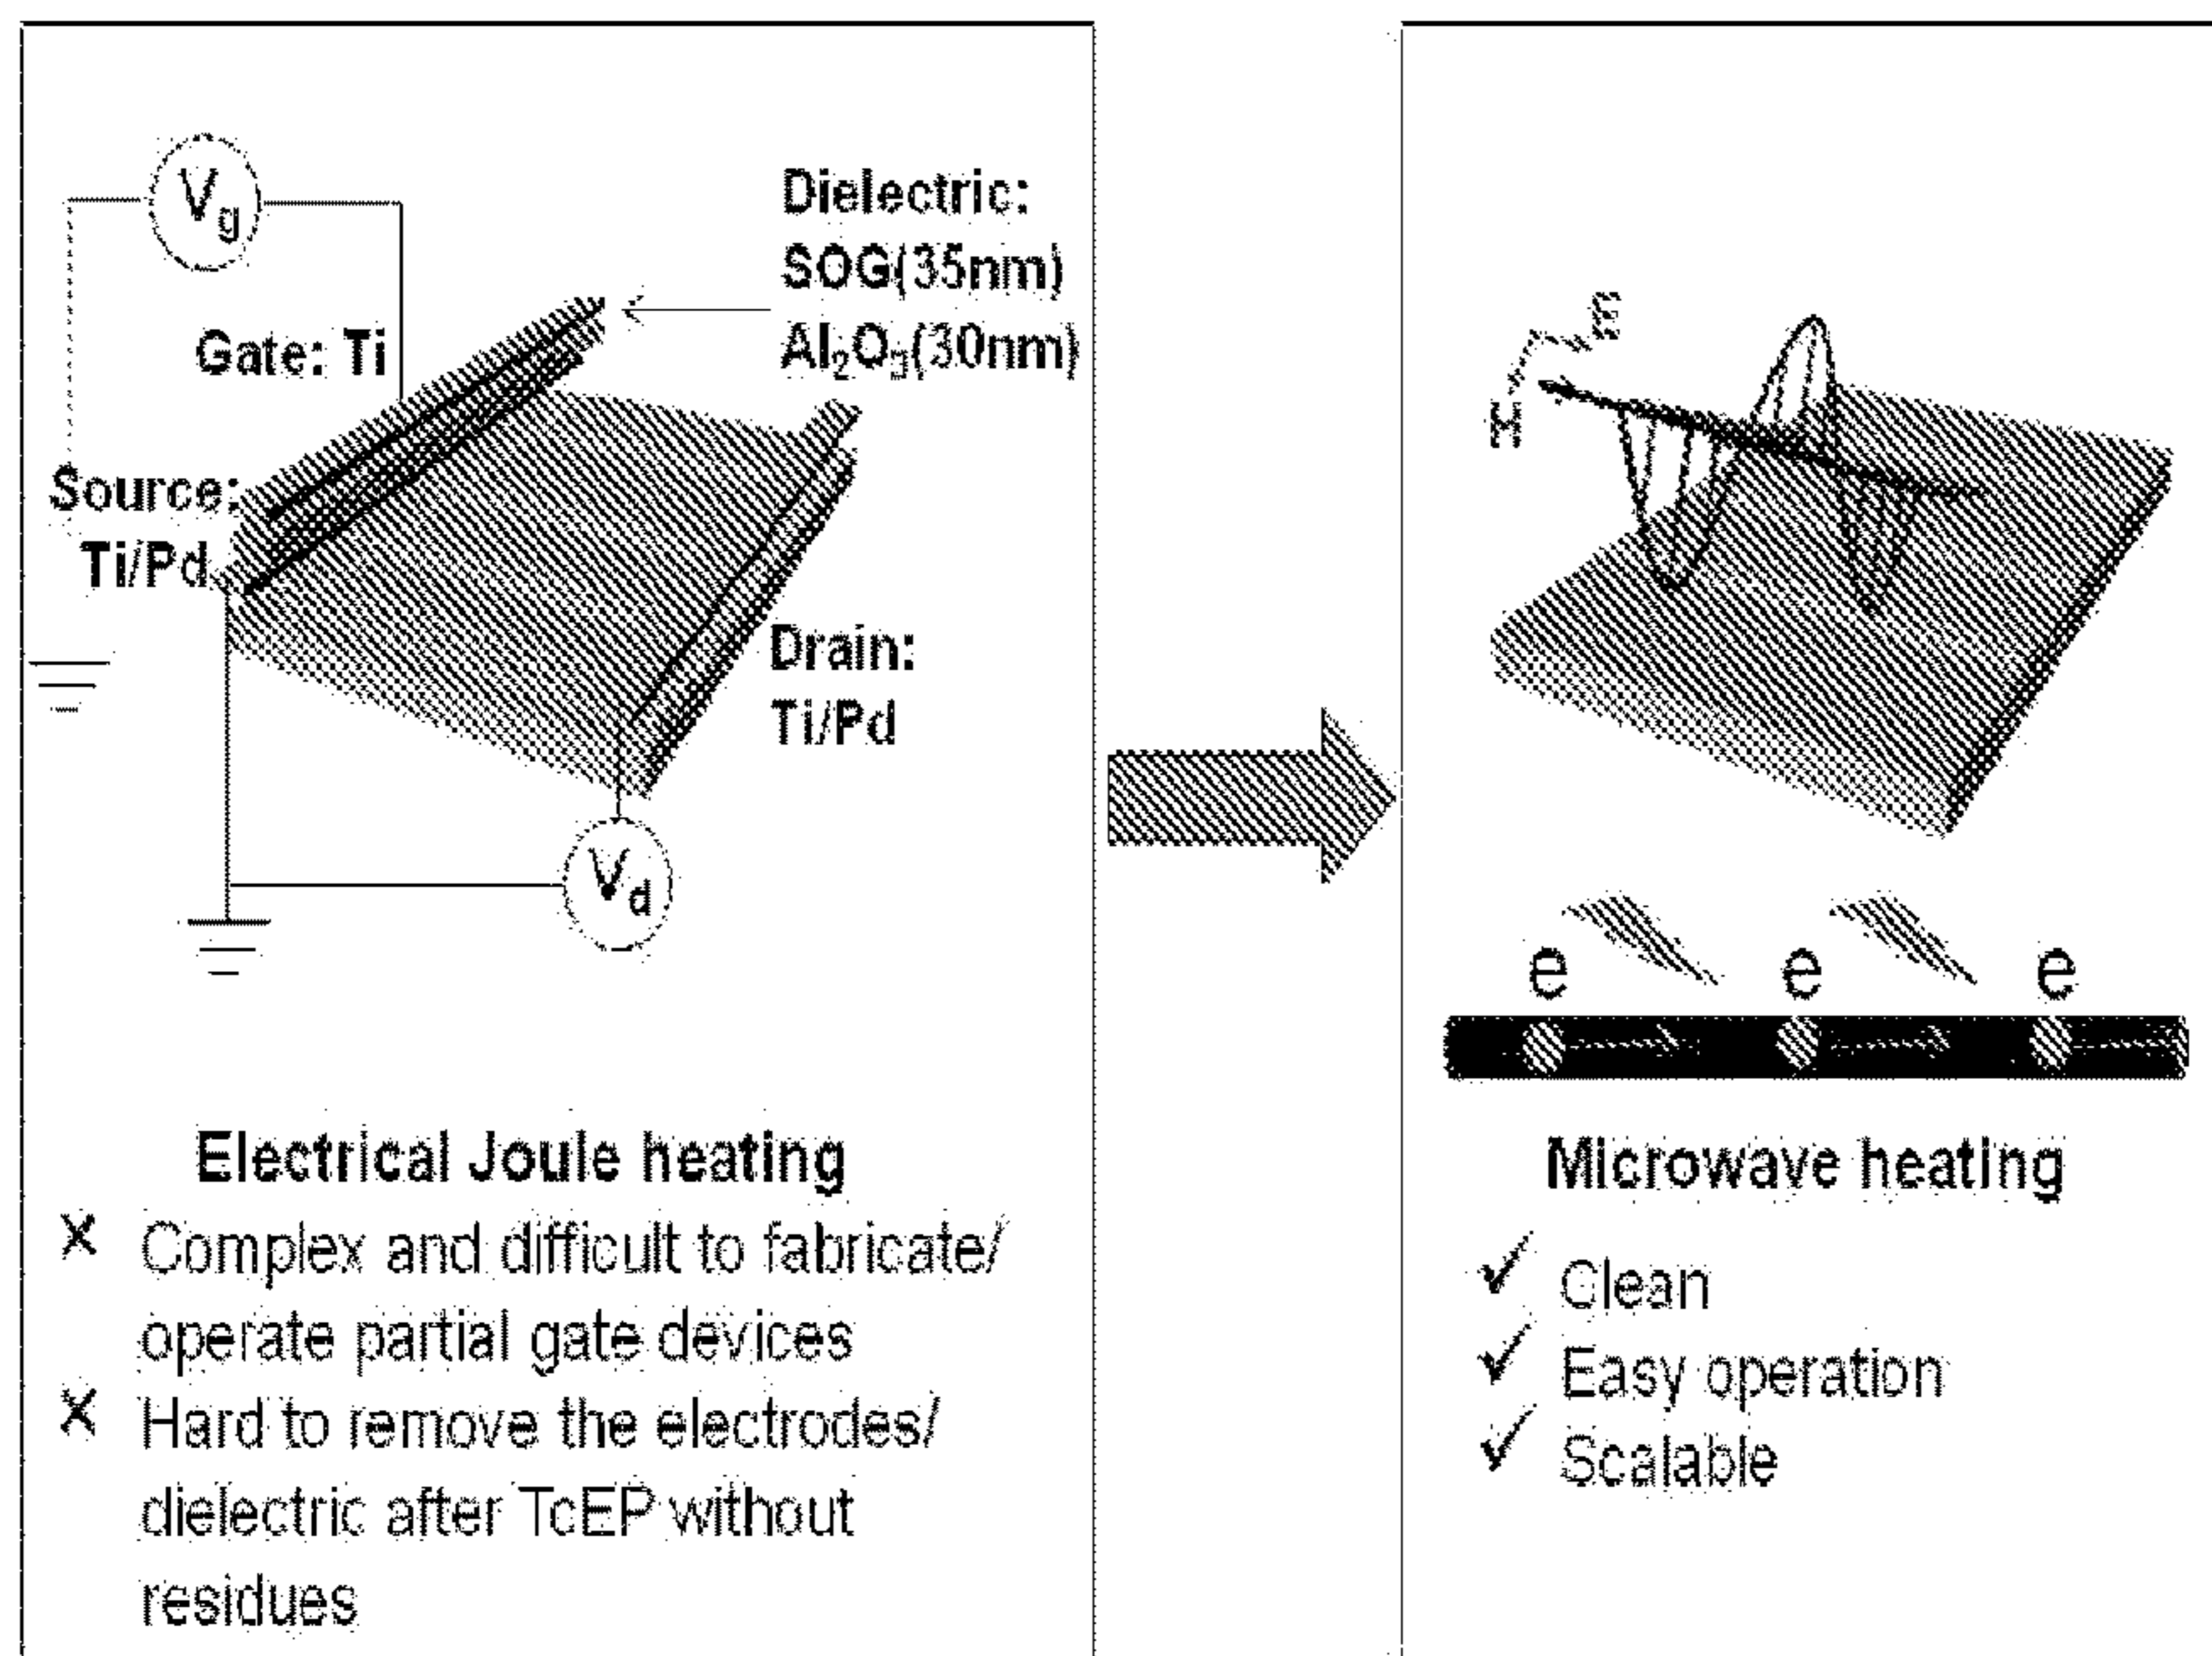 Vg
Dielectric:
SOG(35nm)
Al₂O₃(30nm)
Gate: Ti
Source:
Ti/Pd
Drain:
Ti/Pd
Vd
Electrical Joule heating
X Complex and difficult to fabricate/
operate partial gate devices
X Hard to remove the electrodes/
dielectric after TcEP without
residues
E
H
e e e
Microwave heating
✓ Clean
✓ Easy operation
✓ Scalable